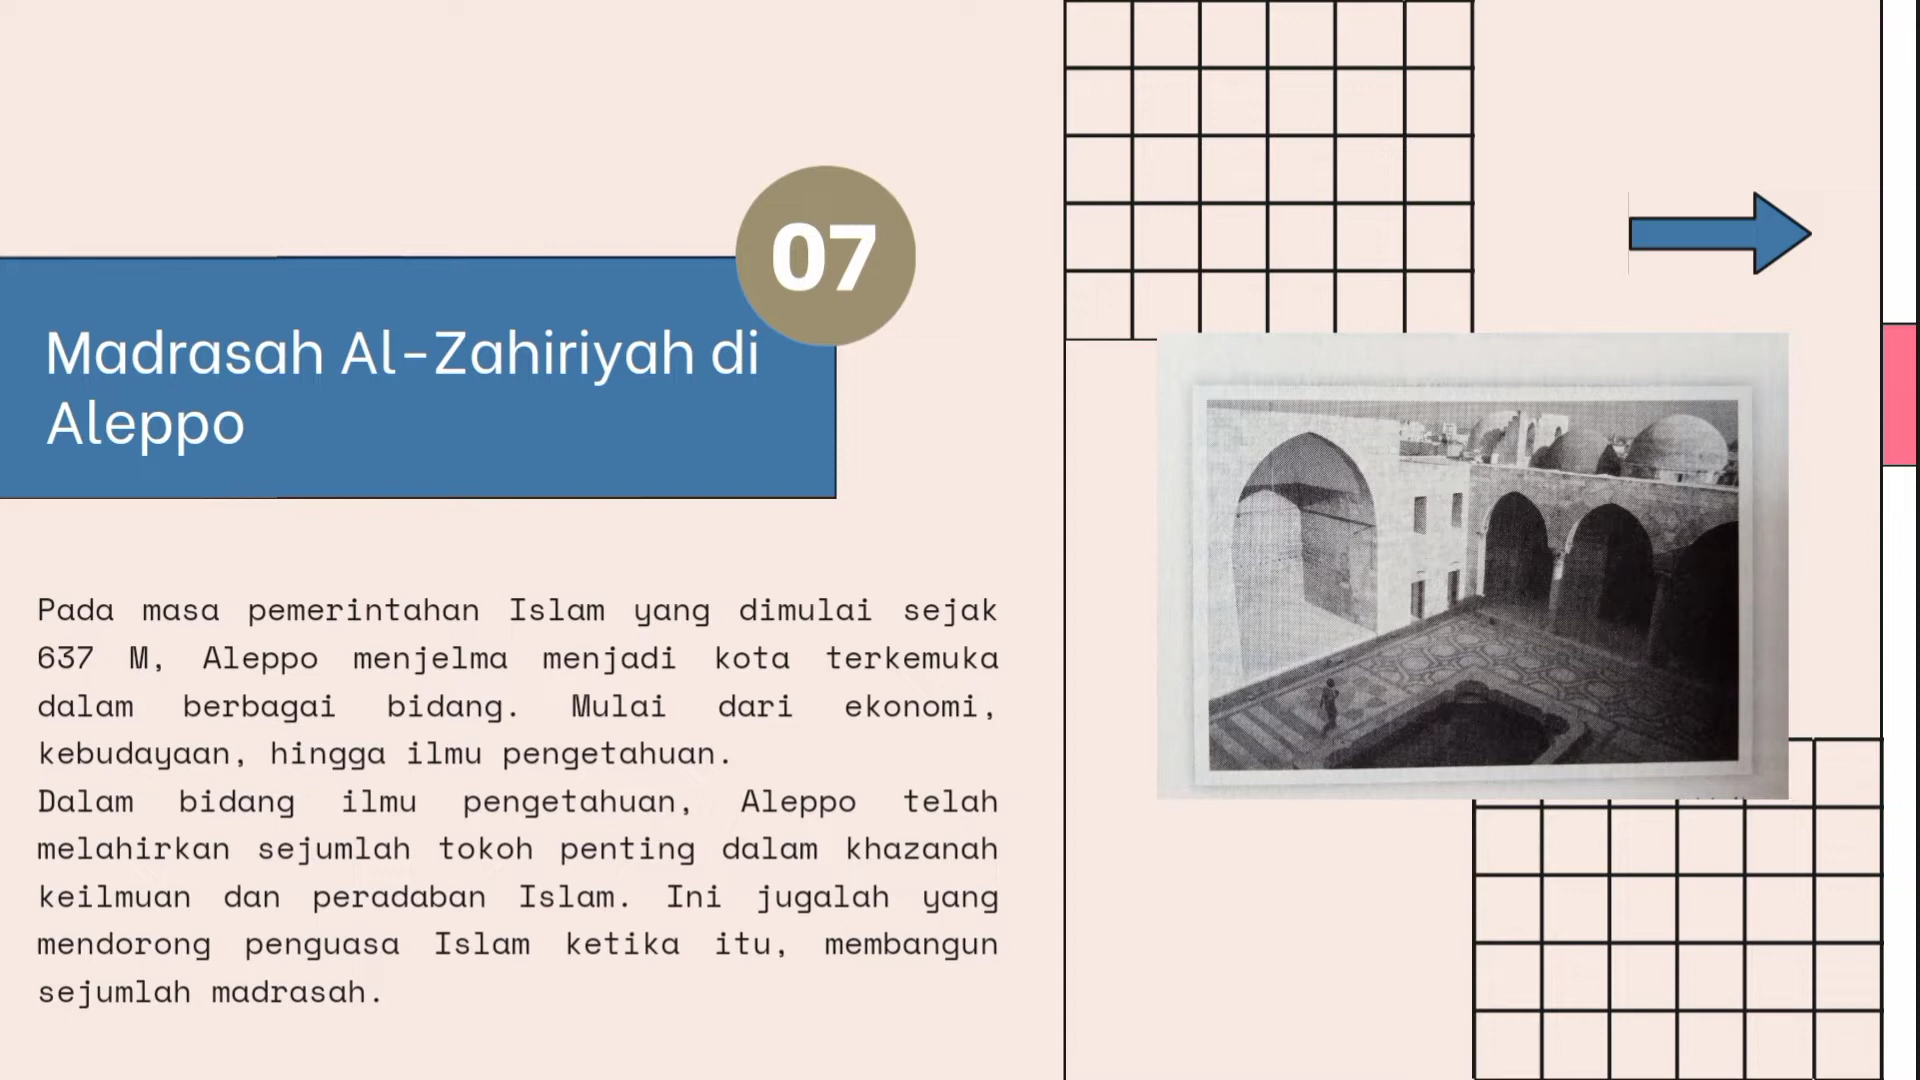 07
Madrasah Al-Zahiriyah di
Aleppo
Pada masa pemerintahan Islam yang dimulai sejak
637 M, Aleppo menjelma menjadi kota terkemuka
dalam berbagai bidang. Mulai dari ekonomi,
kebudayaan, hingga ilmu pengetahuan.
Dalam bidang ilmu pengetahuan, Aleppo telah
melahirkan sejumlah tokoh penting dalam khazanah
keilmuan dan peradaban Islam. Ini jugalah yang
mendorong penguasa Islam ketika itu, membangun
sejumlah madrasah.